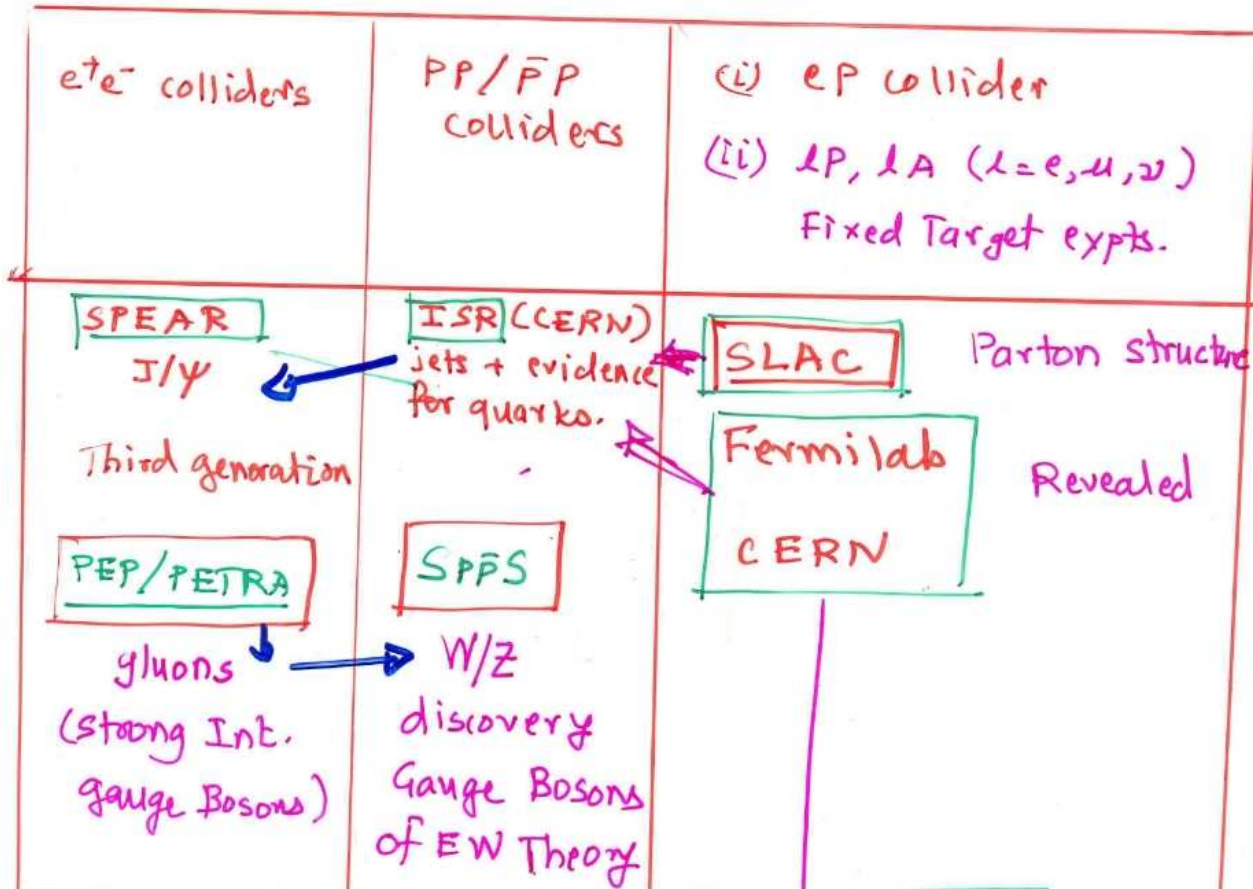 e⁺e⁻ colliders
PP/P̄P
colliders
(i) eP collider
(ii) lP, lA (l=e,μ,ν)
Fixed Target expts.
SPEAR
J/ψ
Third generation
PEP/PETRA
gluons
(strong Int.
gauge Bosons)
ISR (CERN)
jets + evidence
for quarks.
SPP̄S
W/Z
discovery
Gauge Bosons
of EW Theory
SLAC
Parton structure
Fermilab
Revealed
CERN